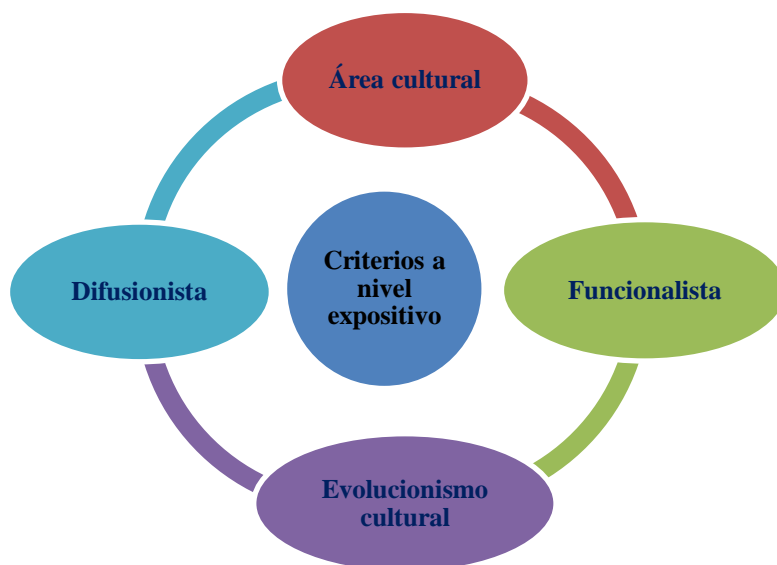 Área cultural
Difusionista
Criterios a
nivel
expositivo
Funcionalista
Evolucionismo
cultural